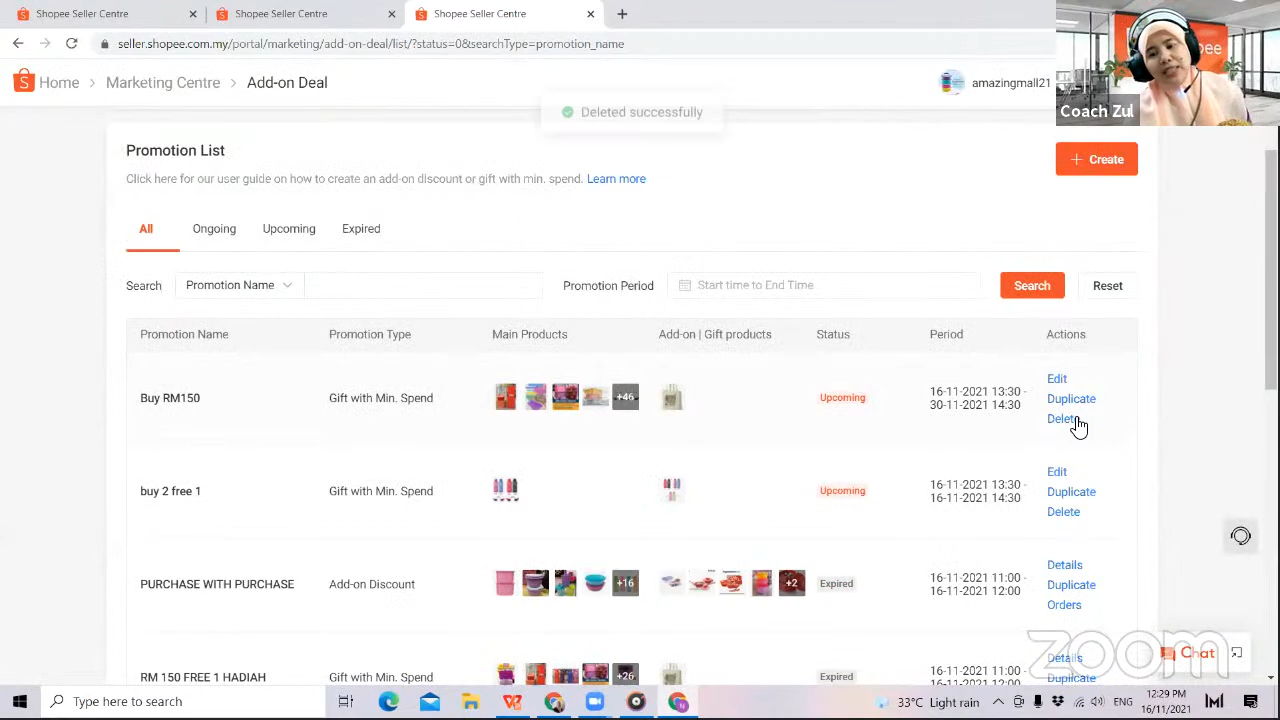 Shopee Seller Centre
Shopee Seller Centre
Shopee Seller Centre
seller.shopee.com.my/portal/marketing/add-on-deal/list/?status=0&searchType=promotion_name
Home > Marketing Centre > Add-on Deal
amazingmall21
Coach Zul
Deleted successfully
Promotion List
Create
Click here for our user guide on how to create an add-on discount or gift with min. spend. Learn more
All Ongoing Upcoming Expired
Search Promotion Name Promotion Period Start time to End Time Search Reset
Promotion Name Promotion Type Main Products Add-on | Gift products Status Period Actions
Buy RM150 Gift with Min. Spend +46 Upcoming 16-11-2021 13:30 - 30-11-2021 14:30
Edit
Duplicate
Delete
buy 2 free 1 Gift with Min. Spend Upcoming 16-11-2021 13:30 - 16-11-2021 14:30
Edit
Duplicate
Delete
PURCHASE WITH PURCHASE Add-on Discount +16 +2 Expired 16-11-2021 11:00 - 16-11-2021 12:00
Details
Duplicate
Orders
RM 150 FREE 1 HADIAH Gift with Min. Spend +26 Expired 16-11-2021 11:00 - 16-11-2021 12:00
Details
Duplicate
zoom
Chat
Type here to search
33°C Light rain
ENG
12:29 PM
16/11/2021